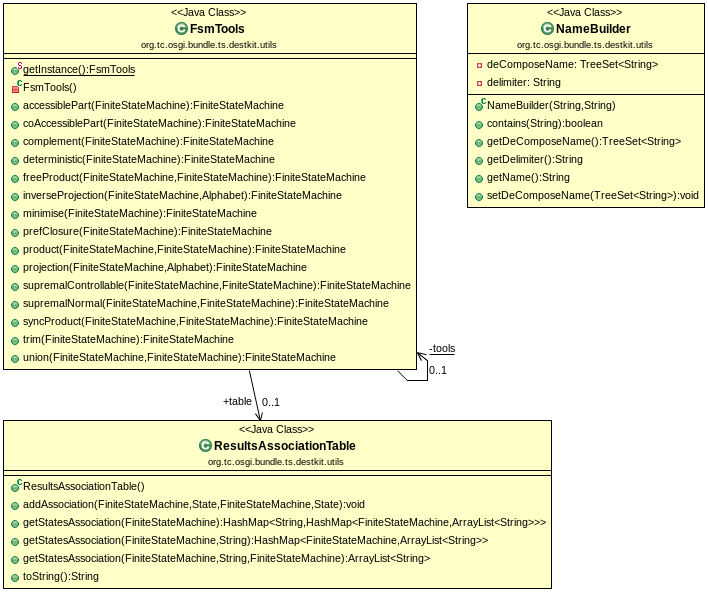 <<Java Class>>
FsmTools
org.tc.osgi.bundle.ts.destkit.utils
getInstance():FsmTools
FsmTools()
accessiblePart(FiniteStateMachine):FiniteStateMachine
coAccessiblePart(FiniteStateMachine):FiniteStateMachine
complement(FiniteStateMachine):FiniteStateMachine
deterministic(FiniteStateMachine):FiniteStateMachine
freeProduct(FiniteStateMachine,FiniteStateMachine):FiniteStateMachine
inverseProjection(FiniteStateMachine,Alphabet):FiniteStateMachine
minimise(FiniteStateMachine):FiniteStateMachine
prefClosure(FiniteStateMachine):FiniteStateMachine
product(FiniteStateMachine,FiniteStateMachine):FiniteStateMachine
projection(FiniteStateMachine,Alphabet):FiniteStateMachine
supremalControllable(FiniteStateMachine,FiniteStateMachine):FiniteStateMachine
supremalNormal(FiniteStateMachine,FiniteStateMachine):FiniteStateMachine
syncProduct(FiniteStateMachine,FiniteStateMachine):FiniteStateMachine
trim(FiniteStateMachine):FiniteStateMachine
union(FiniteStateMachine,FiniteStateMachine):FiniteStateMachine
<<Java Class>>
NameBuilder
org.tc.osgi.bundle.ts.destkit.utils
deComposeName: TreeSet<String>
delimiter: String
NameBuilder(String,String)
contains(String):boolean
getDeComposeName():TreeSet<String>
getDelimiter():String
getName():String
setDeComposeName(TreeSet<String>):void
-tools
0..1
+table 0..1
<<Java Class>>
ResultsAssociationTable
org.tc.osgi.bundle.ts.destkit.utils
ResultsAssociationTable()
addAssociation(FiniteStateMachine,State,FiniteStateMachine,State):void
getStatesAssociation(FiniteStateMachine):HashMap<String,HashMap<FiniteStateMachine,ArrayList<String>>>
getStatesAssociation(FiniteStateMachine,String):HashMap<FiniteStateMachine,ArrayList<String>>
getStatesAssociation(FiniteStateMachine,String,FiniteStateMachine):ArrayList<String>
toString():String